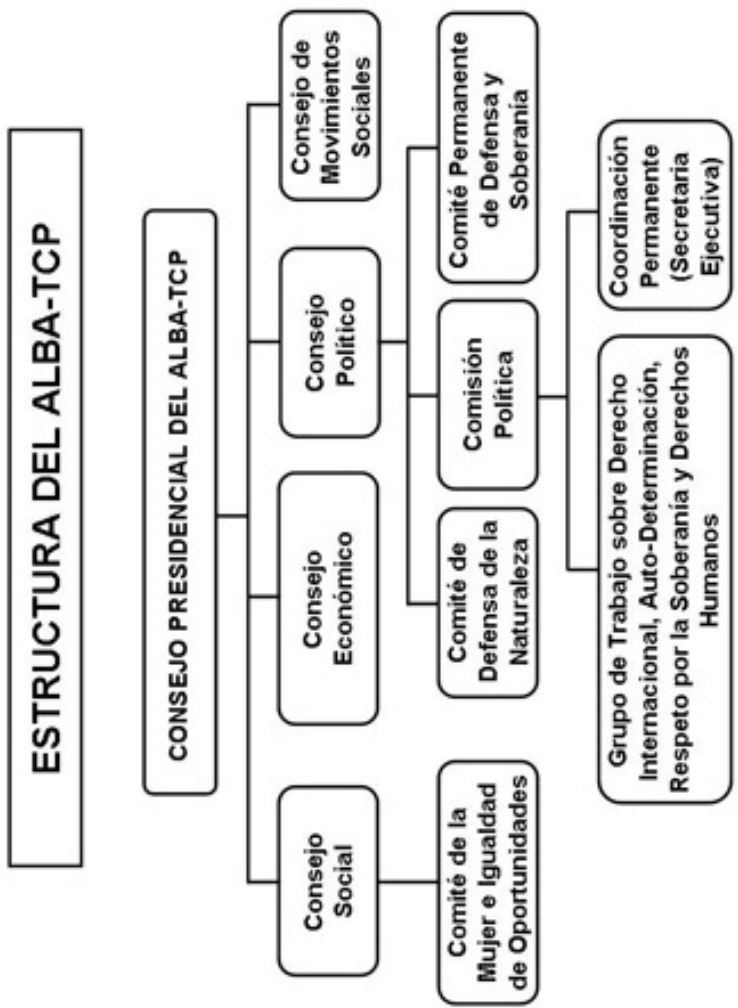 ESTRUCTURA DEL ALBA-TCP
CONSEJO PRESIDENCIAL DEL ALBA-TCP
Consejo
Social
Consejo
Económico
Consejo
Político
Consejo de
Movimientos
Sociales
Comité de la
Mujer e Igualdad
de Oportunidades
Comité de
Defensa de la
Naturaleza
Comisión
Política
Comité Permanente
de Defensa y
Soberanía
Grupo de Trabajo sobre Derecho
Internacional, Auto-Determinación,
Respeto por la Soberanía y Derechos
Humanos
Coordinación
Permanente
(Secretaria
Ejecutiva)